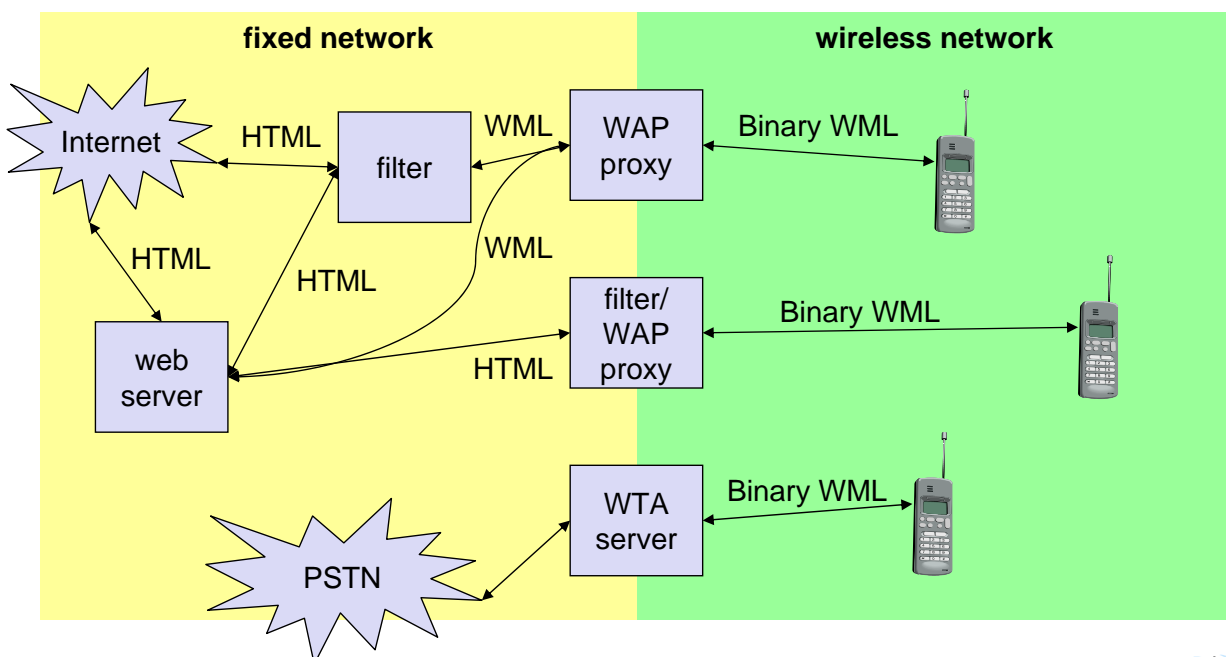 fixed network
wireless network
Internet
HTML
filter
WML
WAP
proxy
Binary WML
HTML
HTML
WML
web
server
HTML
filter/
WAP
proxy
Binary WML
PSTN
WTA
server
Binary WML